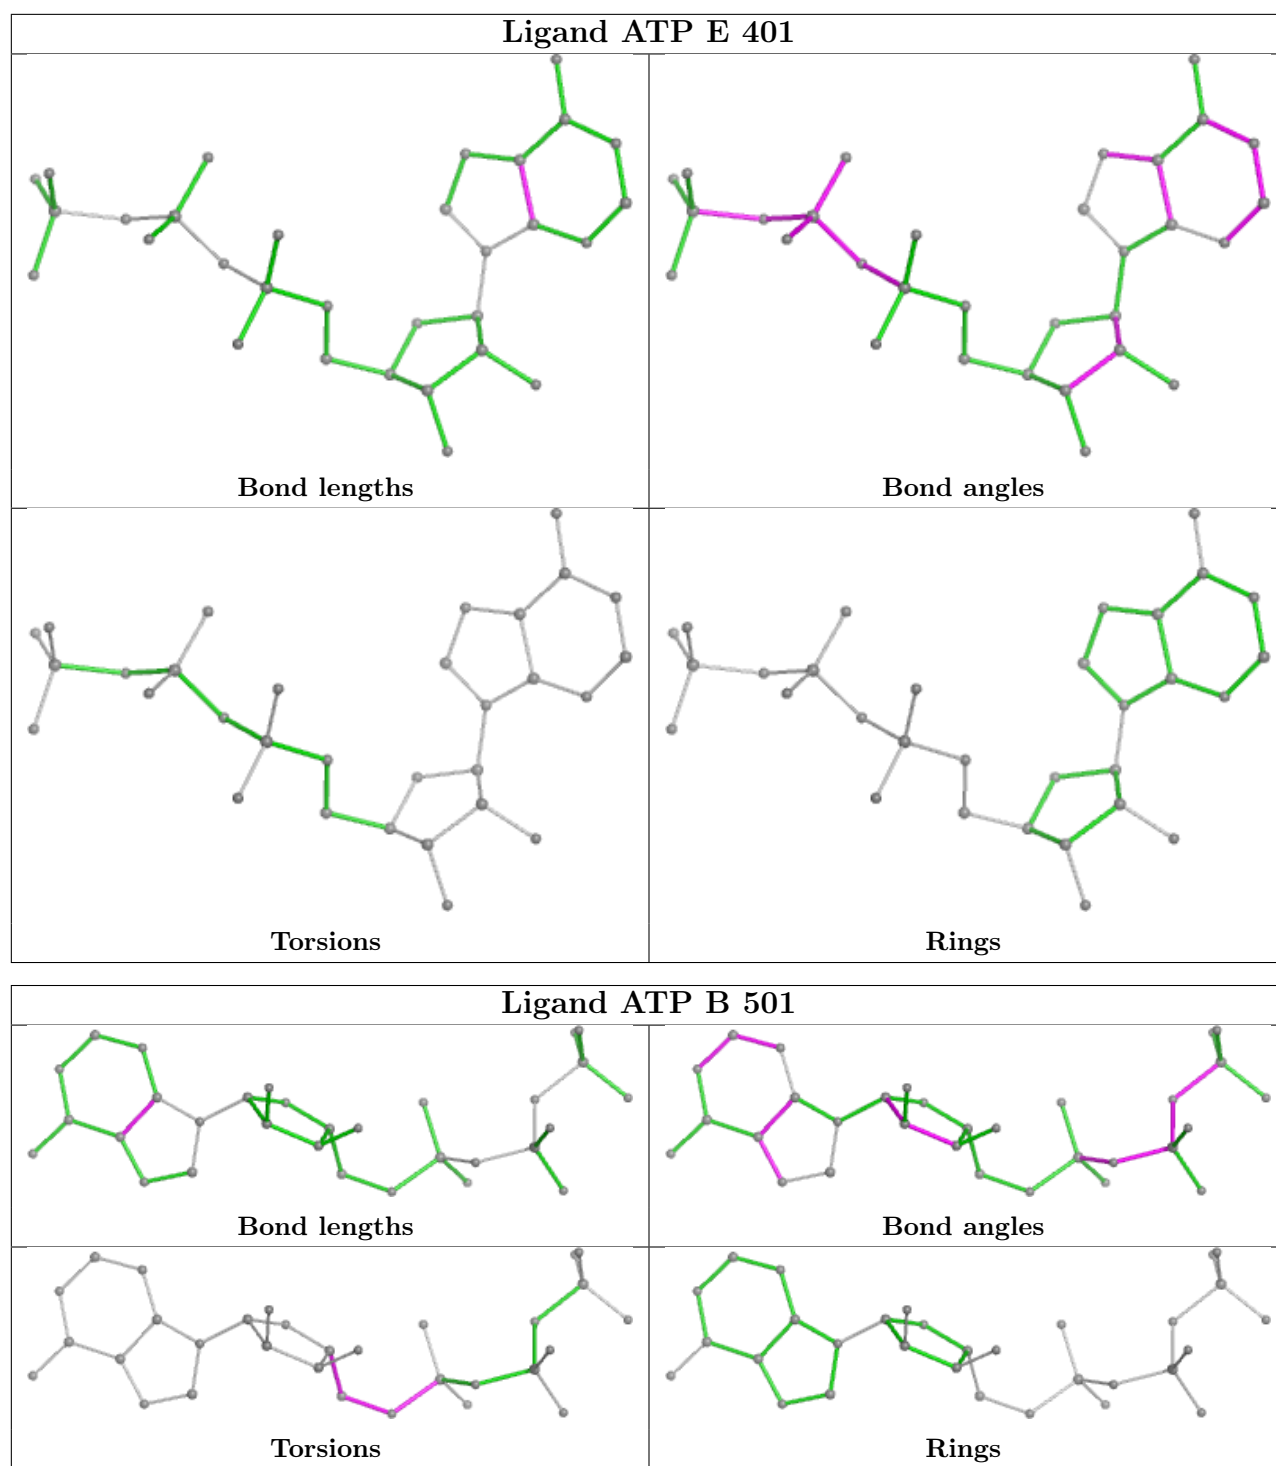 Ligand ATP E 401
Bond lengths
Bond angles
Torsions
Rings
Ligand ATP B 501
Bond lengths
Bond angles
Torsions
Rings